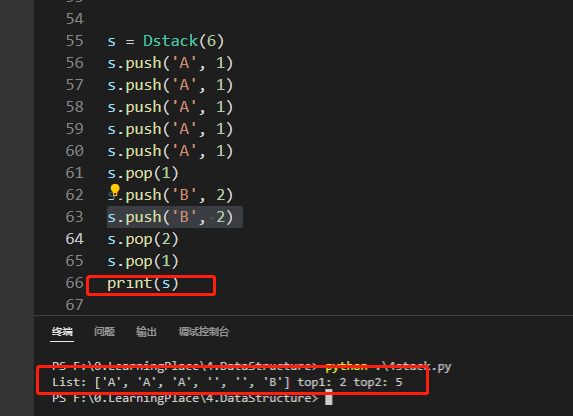 54
55 s = Dstack(6)
56 s.push('A', 1)
57 s.push('A', 1)
58 s.push('A', 1)
59 s.push('A', 1)
60 s.push('A', 1)
61 s.pop(1)
62 s.push('B', 2)
63 s.push('B', 2)
64 s.pop(2)
65 s.pop(1)
66 print(s)
67
终端 问题 输出 调试控制台
PS F:\0.LearningPlace\4.DataStructure> python .\4stack.py
List: ['A', 'A', 'A', '', '', 'B'] top1: 2 top2: 5
PS F:\0.LearningPlace\4.DataStructure>